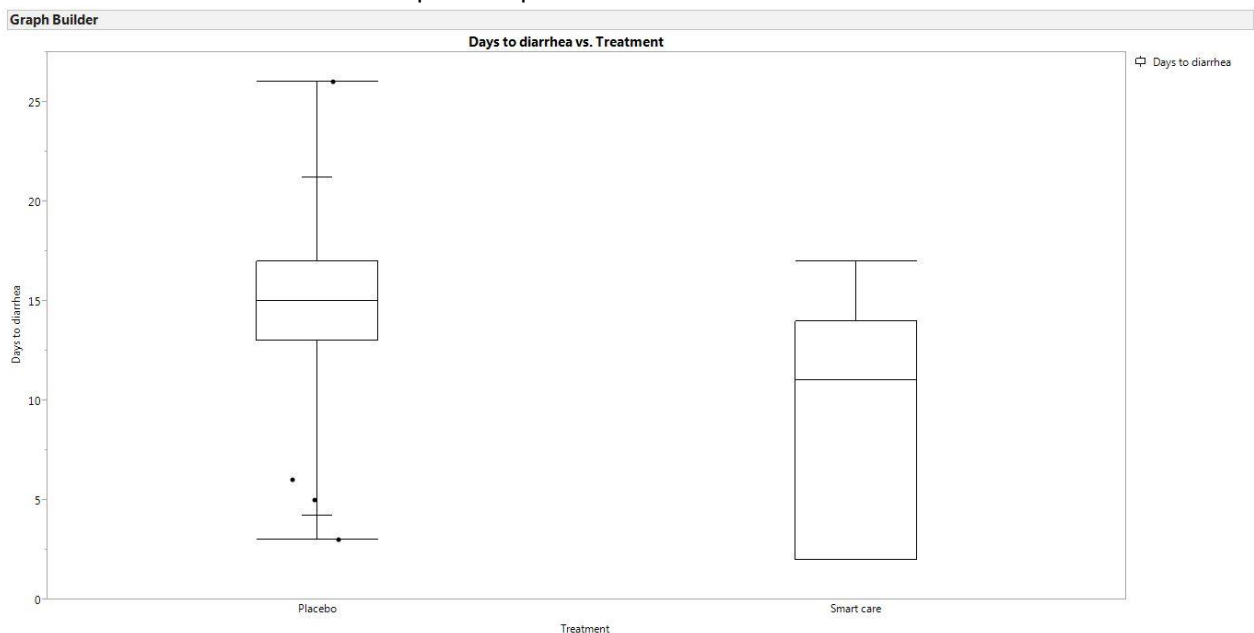 Graph Builder
Days to diarrhea vs. Treatment
Days to diarrhea
25
20
15
10
5
0
Days to diarrhea
Placebo
Smart care
Treatment